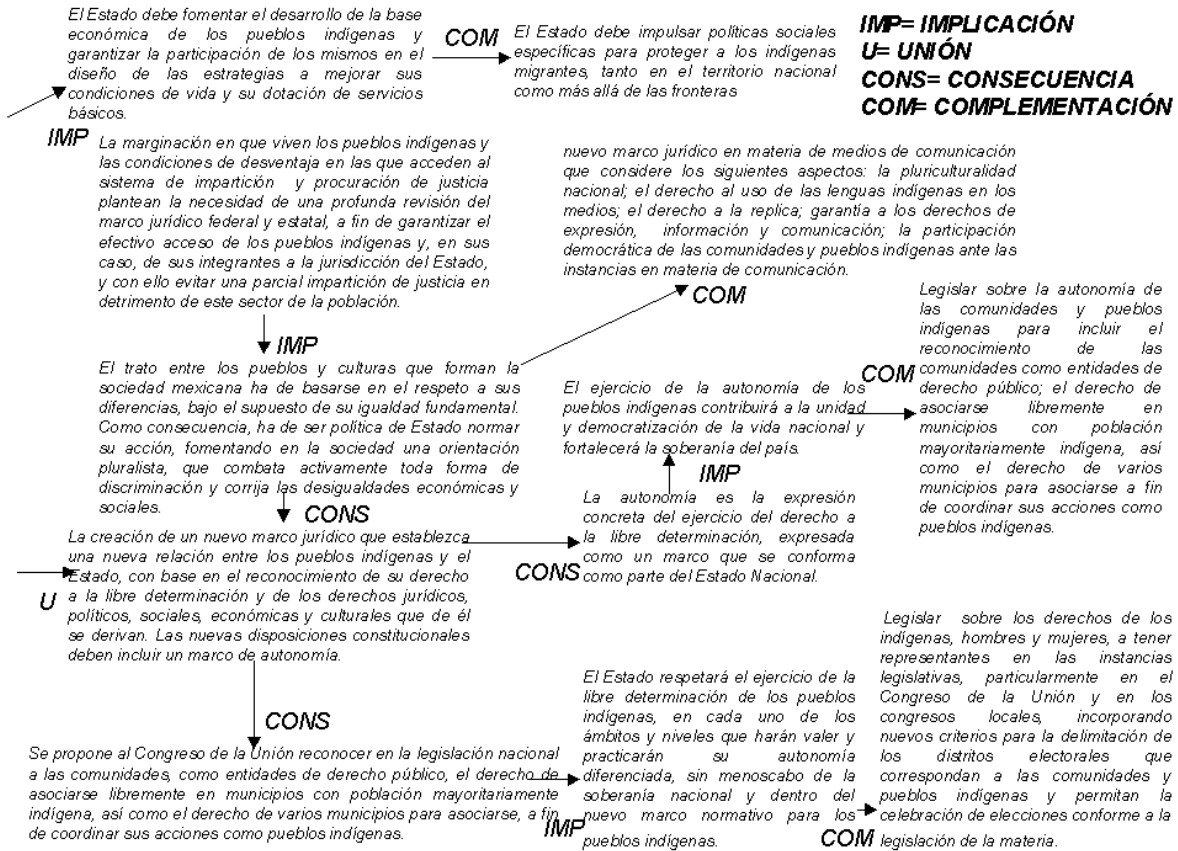 El Estado debe fomentar el desarrollo de la base
económica de los pueblos indígenas y
garantizar la participación de los mismos en el
diseño de las estrategias a mejorar sus
condiciones de vida y su dotación de servicios
básicos.
COM
El Estado debe impulsar políticas sociales
específicas para proteger a los indígenas
migrantes, tanto en el territorio nacional
como más allá de las fronteras
IMP= IMPLICACIÓN
U= UNIÓN
CONS= CONSECUENCIA
COM= COMPLEMENTACIÓN
IMP
La marginación en que viven los pueblos indígenas y
las condiciones de desventaja en las que acceden al
sistema de impartición y procuración de justicia
plantean la necesidad de una profunda revisión del
marco jurídico federal y estatal, a fin de garantizar el
efectivo acceso de los pueblos indígenas y, en sus
caso, de sus integrantes a la jurisdicción del Estado,
y con ello evitar una parcial impartición de justicia en
detrimento de este sector de la población.
nuevo marco jurídico en materia de medios de comunicación
que considere los siguientes aspectos: la pluriculturalidad
nacional; el derecho al uso de las lenguas indígenas en los
medios; el derecho a la replica; garantía a los derechos de
expresión, información y comunicación; la participación
democrática de las comunidades y pueblos indígenas ante las
instancias en materia de comunicación.
COM
IMP
El trato entre los pueblos y culturas que forman la
sociedad mexicana ha de basarse en el respeto a sus
diferencias, bajo el supuesto de su igualdad fundamental.
Como consecuencia, ha de ser política de Estado normar
su acción, fomentando en la sociedad una orientación
pluralista, que combata activamente toda forma de
discriminación y corrija las desigualdades económicas y
sociales.
El ejercicio de la autonomía de los
pueblos indígenas contribuirá a la unidad
y democratización de la vida nacional y
fortalecerá la soberanía del país.
COM
Legislar sobre la autonomía de
las comunidades y pueblos
indígenas para incluir el
reconocimiento de las
comunidades como entidades de
derecho público; el derecho de
asociarse libremente en
municipios con población
mayoritariamente indígena, así
como el derecho de varios
municipios para asociarse a fin
de coordinar sus acciones como
pueblos indígenas.
IMP
CONS
La autonomía es la expresión
concreta del ejercicio del derecho a
la libre determinación, expresada
como un marco que se conforma
como parte del Estado Nacional.
CONS
U
La creación de un nuevo marco jurídico que establezca
una nueva relación entre los pueblos indígenas y el
Estado, con base en el reconocimiento de su derecho
a la libre determinación y de los derechos jurídicos,
políticos, sociales, económicas y culturales que de él
se derivan. Las nuevas disposiciones constitucionales
deben incluir un marco de autonomía.
CONS
Se propone al Congreso de la Unión reconocer en la legislación nacional
a las comunidades, como entidades de derecho público, el derecho de
asociarse libremente en municipios con población mayoritariamente
indígena, así como el derecho de varios municipios para asociarse, a fin
de coordinar sus acciones como pueblos indígenas.
IMP
El Estado respetará el ejercicio de la
libre determinación de los pueblos
indígenas, en cada uno de los
ámbitos y niveles que harán valer y
practicarán su autonomía
diferenciada, sin menoscabo de la
soberanía nacional y dentro del
nuevo marco normativo para los
pueblos indígenas.
COM
Legislar sobre los derechos de los
indígenas, hombres y mujeres, a tener
representantes en las instancias
legislativas, particularmente en el
Congreso de la Unión y en los
congresos locales, incorporando
nuevos criterios para la delimitación de
los distritos electorales que
correspondan a las comunidades y
pueblos indígenas y permitan la
celebración de elecciones conforme a la
legislación de la materia.